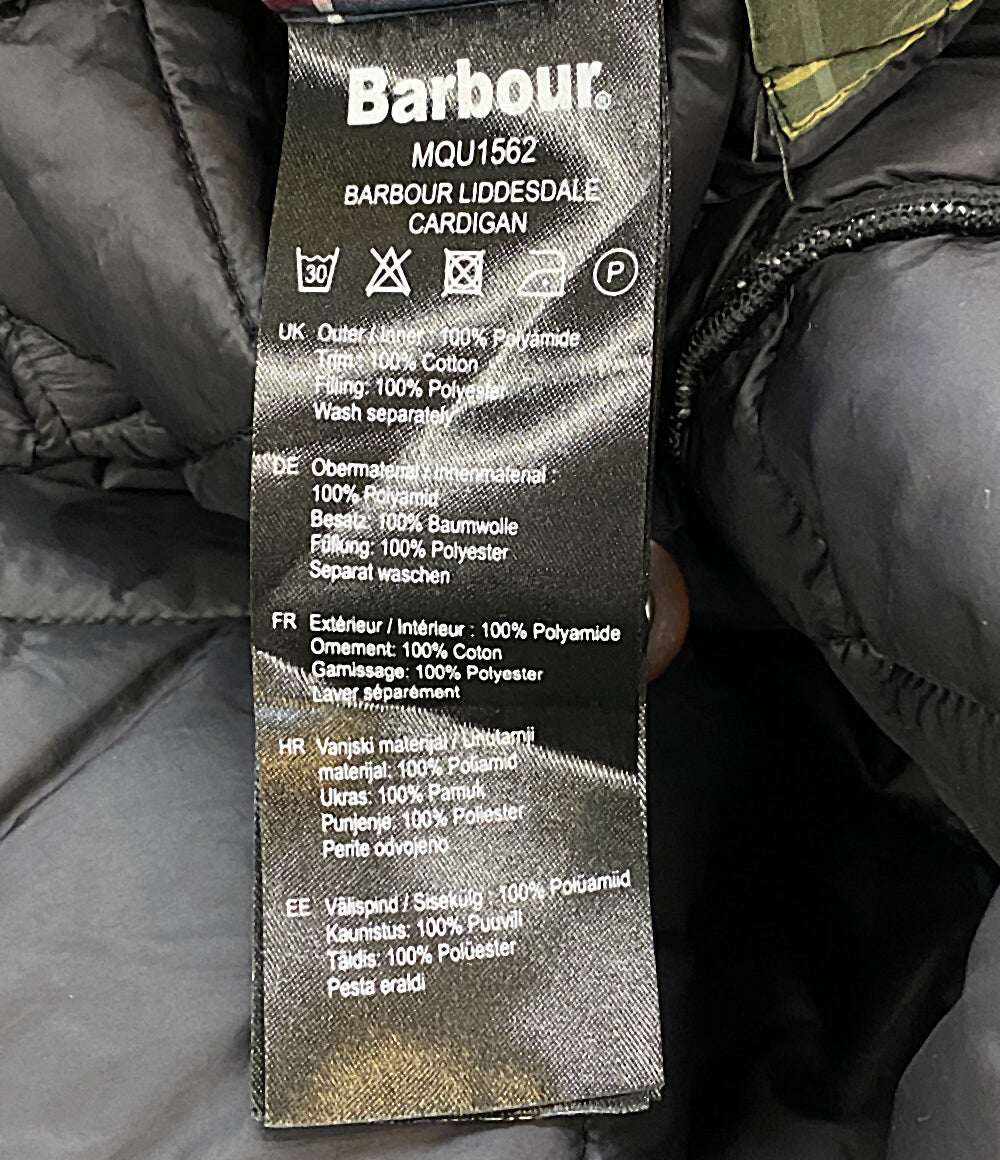 Barbour®
MQU1562
BARBOUR LIDDESDALE
CARDIGAN
30
P
UK Outer / Inner : 100% Polyamide
Trim : 100% Cotton
Filling: 100% Polyester
Wash separately
DE Obermaterial / Innenmaterial :
100% Polyamid
Besatz: 100% Baumwolle
Füllung: 100% Polyester
Separat waschen
FR Extérieur / Intérieur : 100% Polyamide
Ornement: 100% Coton
Garnissage: 100% Polyester
Laver séparément
HR Vanjski materijal / Unutarnji
materijal: 100% Poliamid
Ukras: 100% Pamuk
Punjenje: 100% Poliester
Perite odvojeno
EE Välispind / Sisekülg : 100% Polüamiid
Kaunistus: 100% Puuvill
Täidis: 100% Polüester
Pesta eraldi